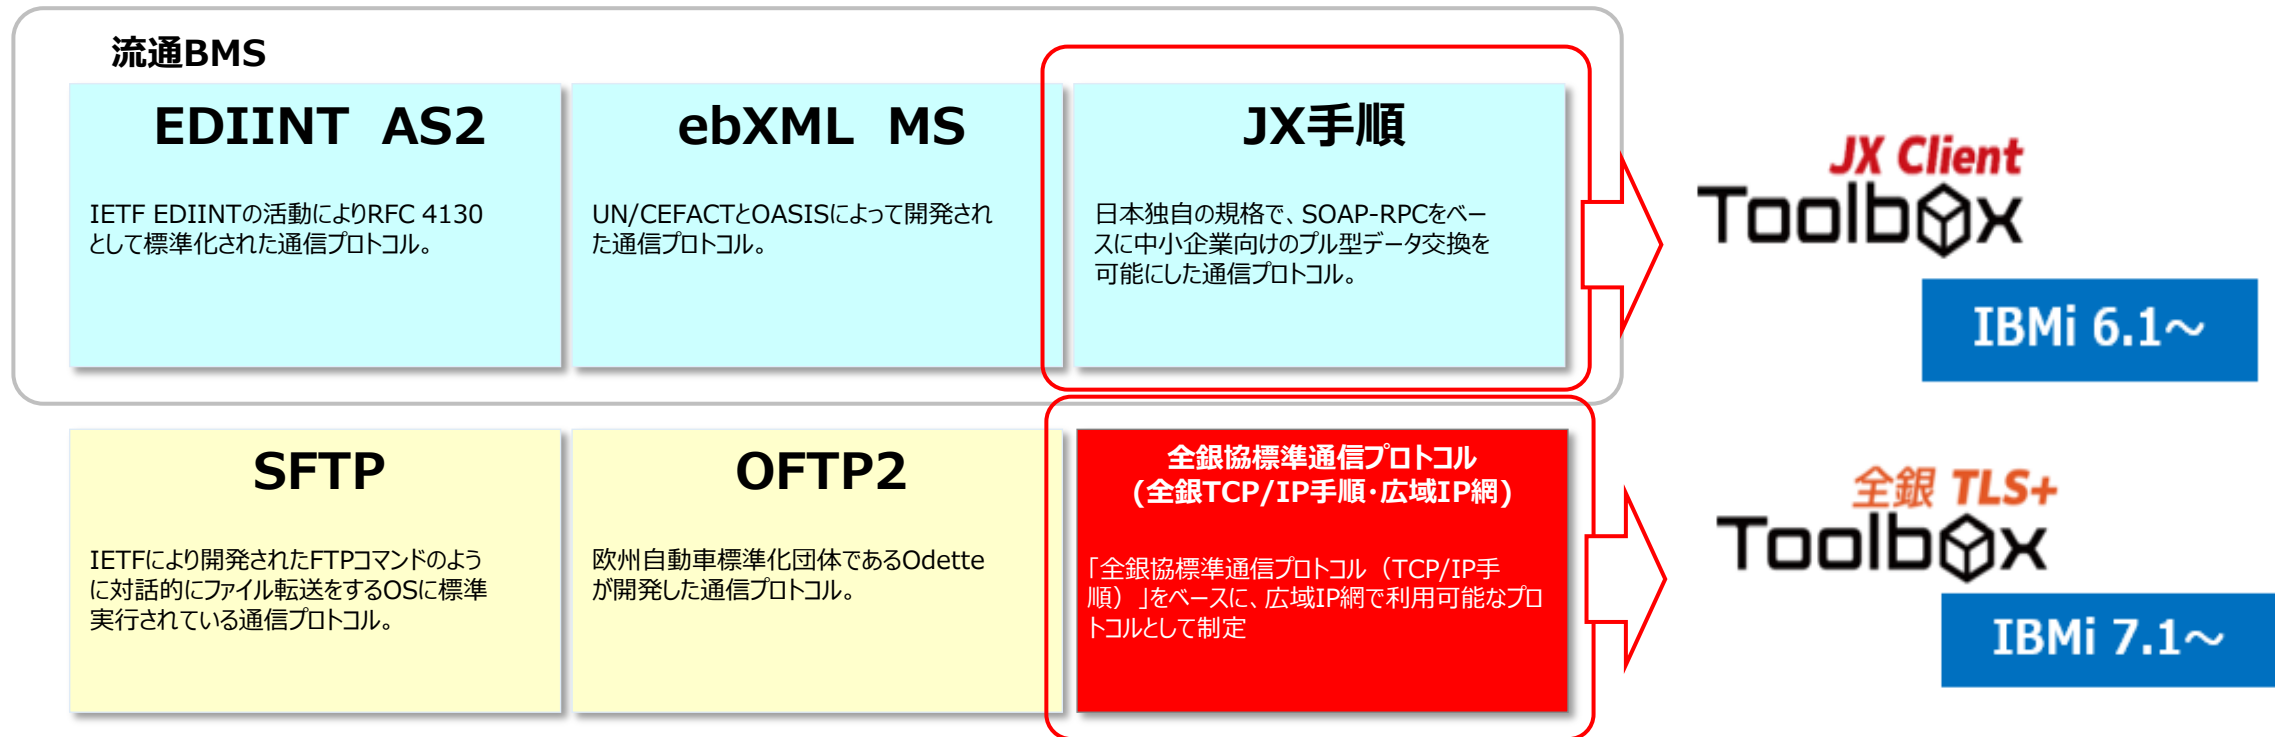 流通BMS
EDIINT AS2
IETF EDIINTの活動によりRFC 4130
として標準化された通信プロトコル。
ebXML MS
UN/CEFACTとOASISによって開発され
た通信プロトコル。
JX手順
日本独自の規格で、SOAP-RPCをベー
スに中小企業向けのプル型データ交換を
可能にした通信プロトコル。
JX Client
Toolbox
IBMi 6.1～
SFTP
IETFにより開発されたFTPコマンドのよう
に対話的にファイル転送をするOSに標準
実行されている通信プロトコル。
OFTP2
欧州自動車標準化団体であるOdette
が開発した通信プロトコル。
全銀協標準通信プロトコル
(全銀TCP/IP手順・広域IP網)
「全銀協標準通信プロトコル（TCP/IP手
順）」をベースに、広域IP網で利用可能なプロ
トコルとして制定
全銀 TLS+
Toolbox
IBMi 7.1～